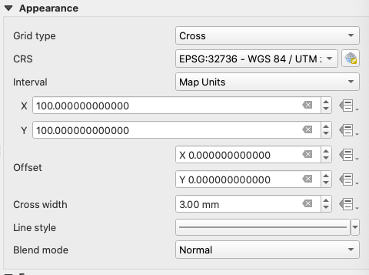 Appearance
Grid type Cross
CRS EPSG:32736 - WGS 84 / UTM :
Interval Map Units
X 100.000000000000
Y 100.000000000000
X 0.000000000000
Offset
Y 0.000000000000
Cross width 3.00 mm
Line style
Blend mode Normal